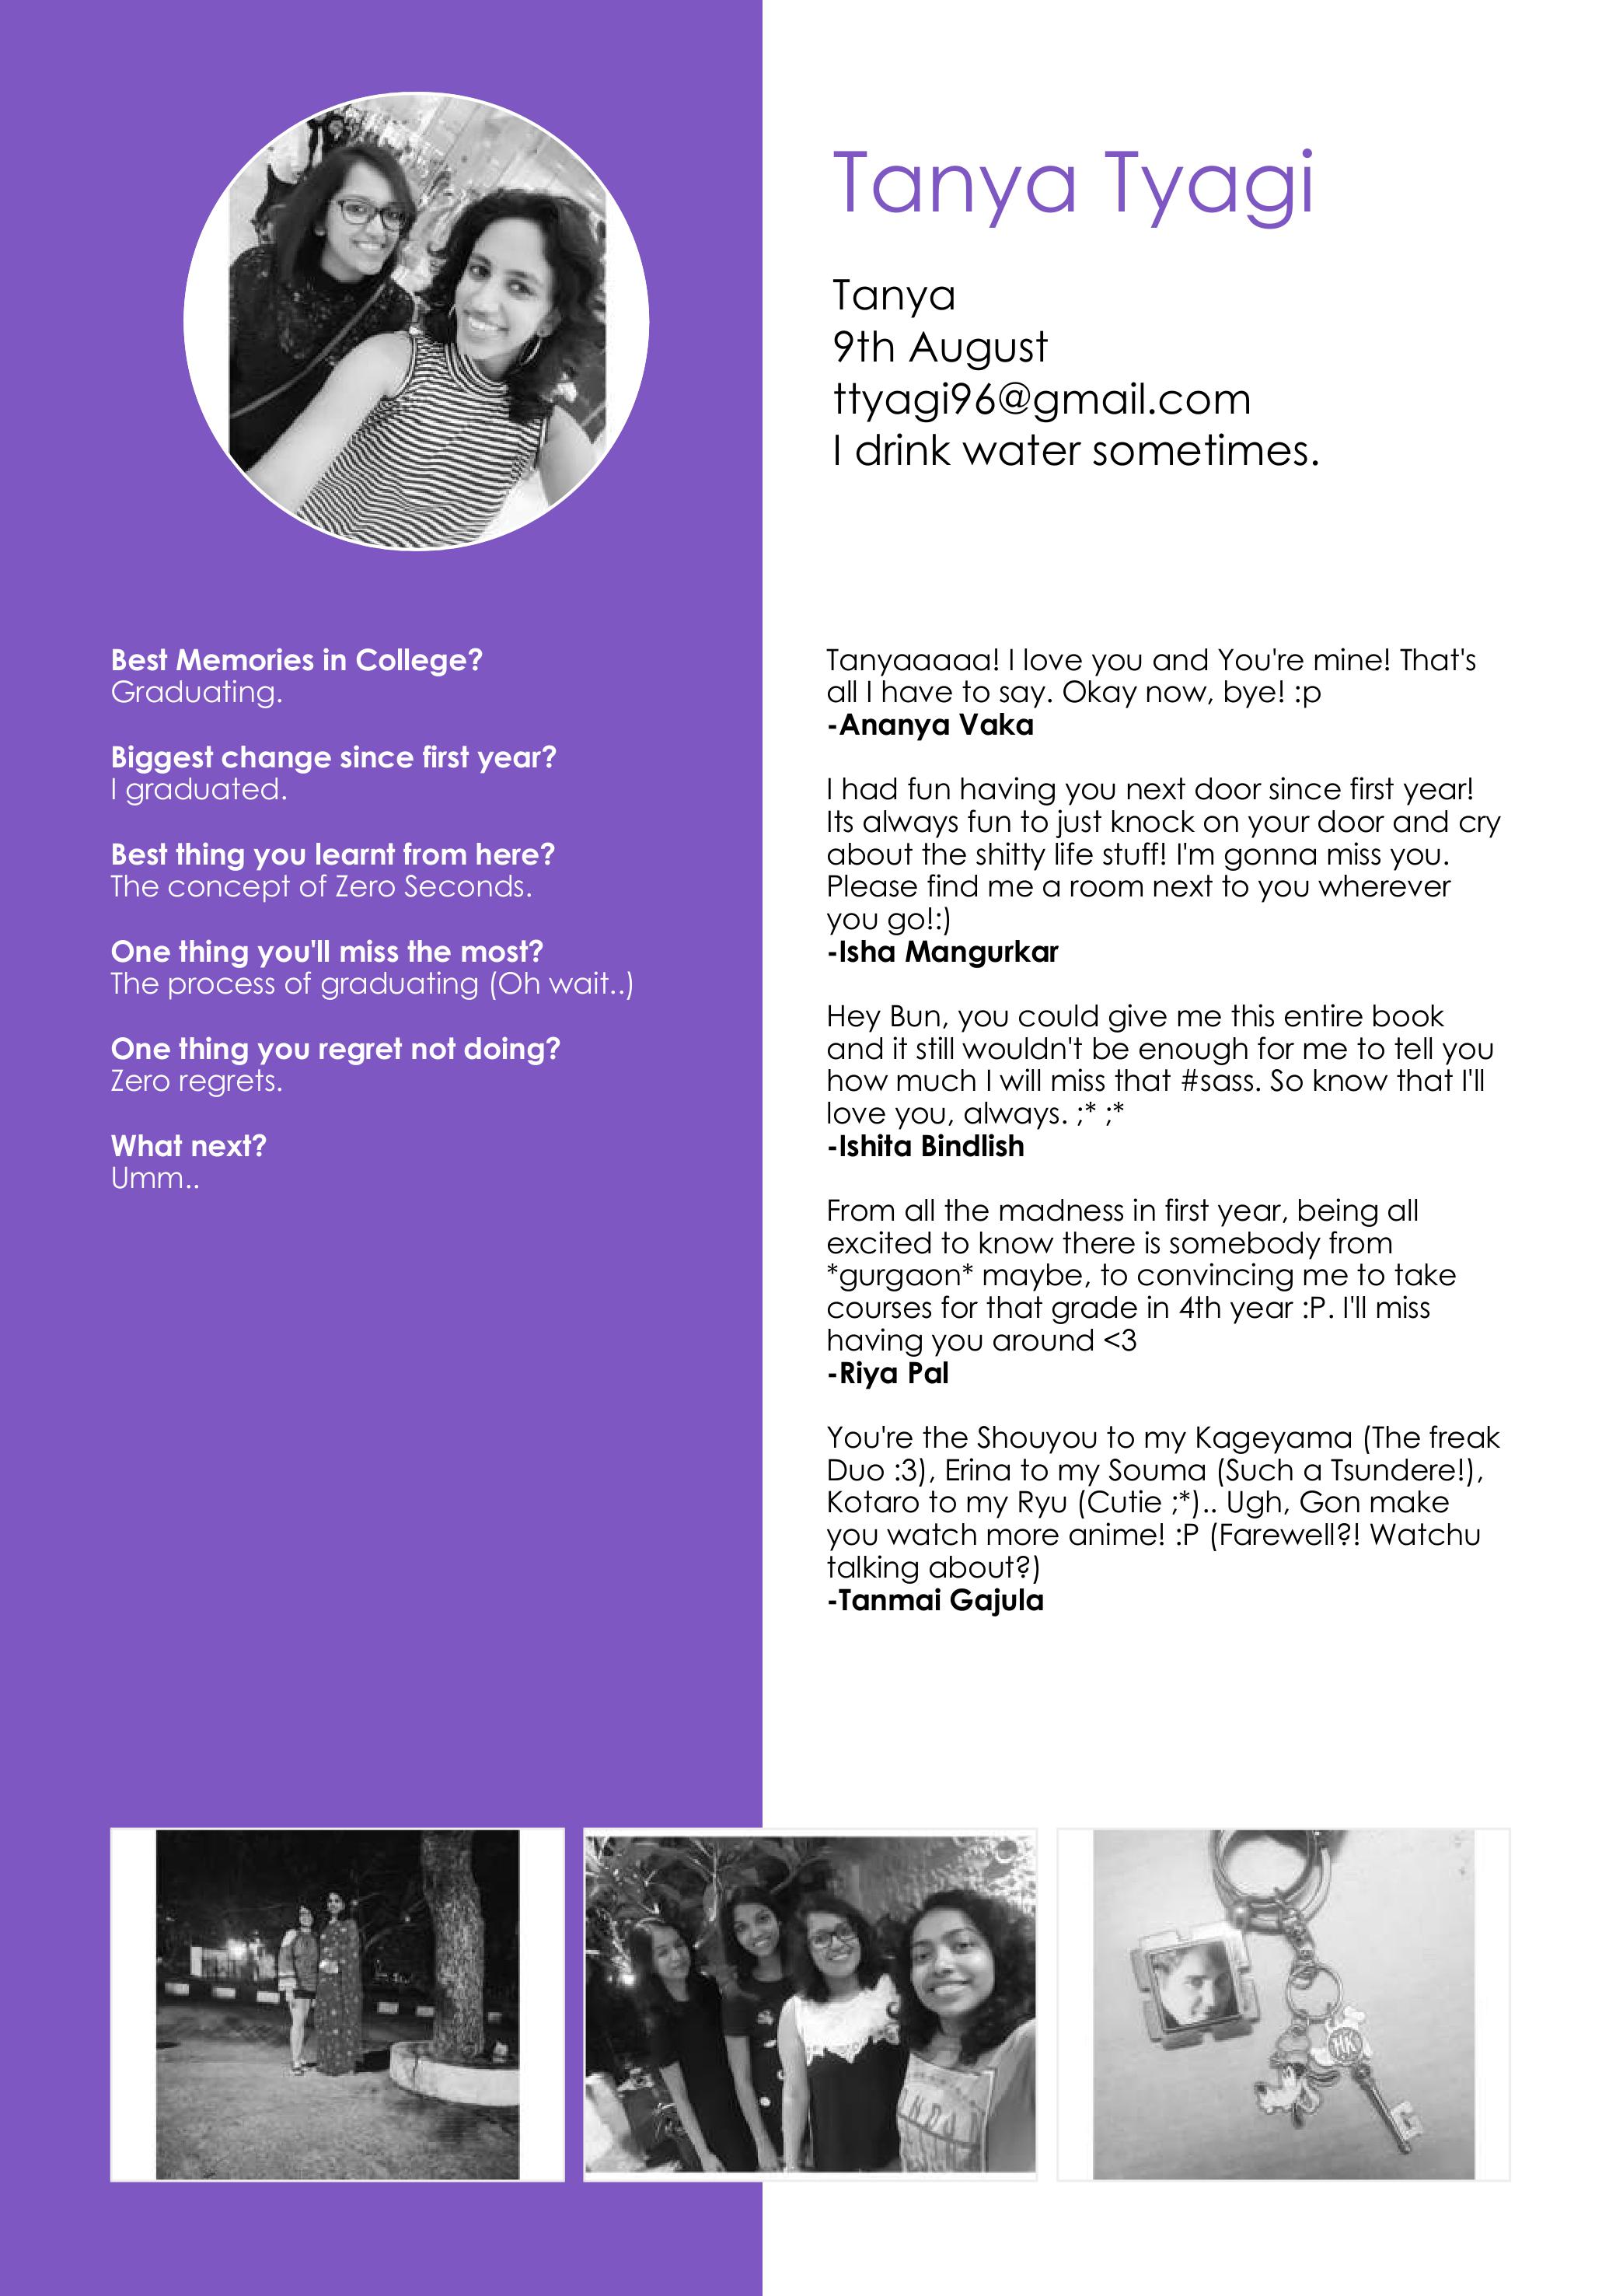 Tanya Tyagi
Tanya
9th August
ttyagi96@gmail.com
I drink water sometimes.
Best Memories in College?
Graduating.
Biggest change since first year?
I graduated.
Best thing you learnt from here?
The concept of Zero Seconds.
One thing you'll miss the most?
The process of graduating (Oh wait..)
One thing you regret not doing?
Zero regrets.
What next?
Umm..
Tanyaaaaa! I love you and You're mine! That's
all I have to say. Okay now, bye! :p
-Ananya Vaka
I had fun having you next door since first year!
Its always fun to just knock on your door and cry
about the shitty life stuff! I'm gonna miss you.
Please find me a room next to you wherever
you go!:)
-Isha Mangurkar
Hey Bun, you could give me this entire book
and it still wouldn't be enough for me to tell you
how much I will miss that #sass. So know that I'll
love you, always. ;* ;*
-Ishita Bindlish
From all the madness in first year, being all
excited to know there is somebody from
*gurgaon* maybe, to convincing me to take
courses for that grade in 4th year :P. I'll miss
having you around <3
-Riya Pal
You're the Shouyou to my Kageyama (The freak
Duo :3), Erina to my Souma (Such a Tsundere!),
Kotaro to my Ryu (Cutie ;*).. Ugh, Gon make
you watch more anime! :P (Farewell?! Watchu
talking about?)
-Tanmai Gajula
HK